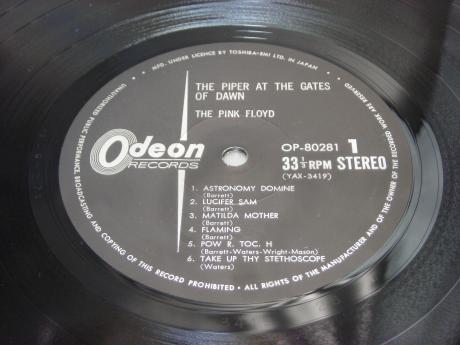 MFD. UNDER LICENCE BY TOSHIBA-EMI LTD. IN JAPAN
THE PIPER AT THE GATES
OF DAWN
THE PINK FLOYD
Odeon
RECORDS
OP-80281 1
33⅓ RPM STEREO
(YAX-3419)
1. ASTRONOMY DOMINE
(Barrett)
2. LUCIFER SAM
(Barrett)
3. MATILDA MOTHER
(Barrett)
4. FLAMING
(Barrett)
5. POW R. TOC. H
(Barrett-Waters-Wright-Mason)
6. TAKE UP THY STETHOSCOPE
(Waters)
UNAUTHORIZED PUBLIC PERFORMANCE, BROADCASTING AND COPYING OF THIS RECORD PROHIBITED • ALL RIGHTS OF THE MANUFACTURER AND OF THE OWNER OF THE RECORDED WORK ARE RESERVED